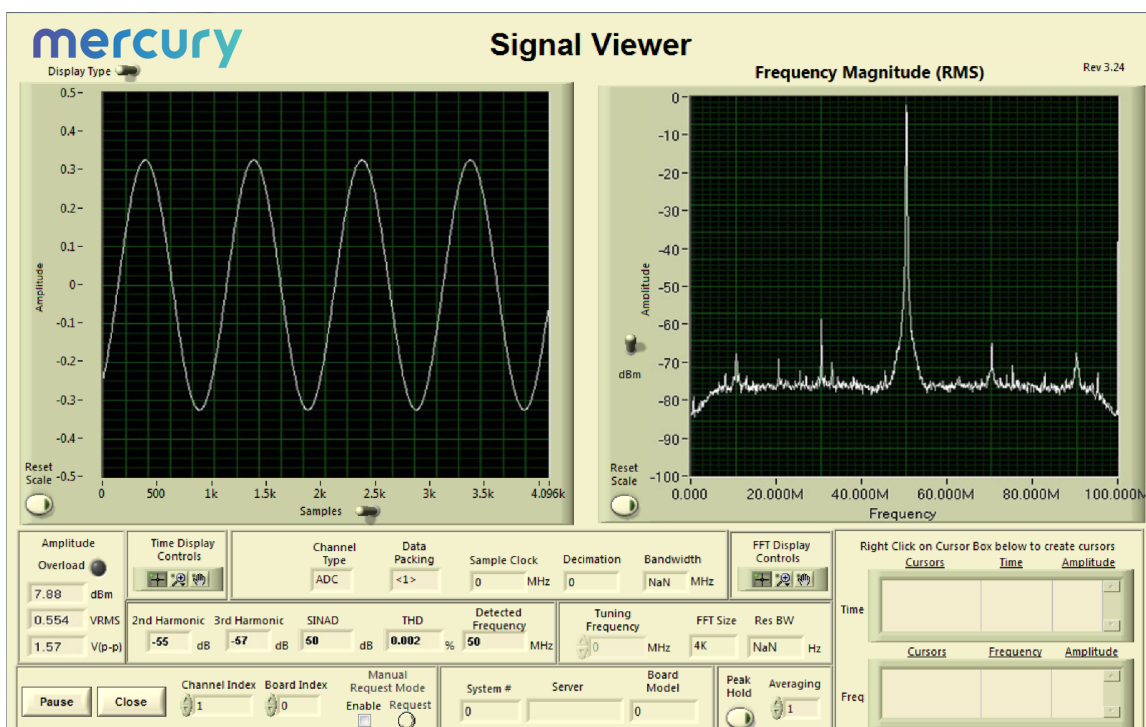 mercury
Signal Viewer
Display Type
Frequency Magnitude (RMS)
Rev 3.24
0.5
0.4
0.3
0.2
0.1
0
-0.1
-0.2
-0.3
-0.4
-0.5
Amplitude
Reset
Scale
0 500 1k 1.5k 2k 2.5k 3k 3.5k 4.096k
Samples
0
-10
-20
-30
-40
-50
-60
-70
-80
-90
-100
Amplitude
dBm
Reset
Scale
0.000 20.000M 40.000M 60.000M 80.000M 100.000M
Frequency
Amplitude
Overload
7.88 dBm
0.554 VRMS
1.57 V(p-p)
Time Display
Controls
Channel
Type
ADC
Data
Packing
<1>
Sample Clock
0 MHz
Decimation
0
Bandwidth
NaN MHz
FFT Display
Controls
2nd Harmonic
-55 dB
3rd Harmonic
-67 dB
SINAD
50 dB
THD
0.002 %
Detected
Frequency
50 MHz
Tuning
Frequency
0 MHz
FFT Size
4K
Res BW
NaN Hz
Right Click on Cursor Box below to create cursors
Cursors Time Amplitude
Time
Cursors Frequency Amplitude
Freq
Pause
Close
Channel Index
1
Board Index
0
Manual
Request Mode
Enable Request
System #
0
Server
Board
Model
0
Peak
Hold
Averaging
1